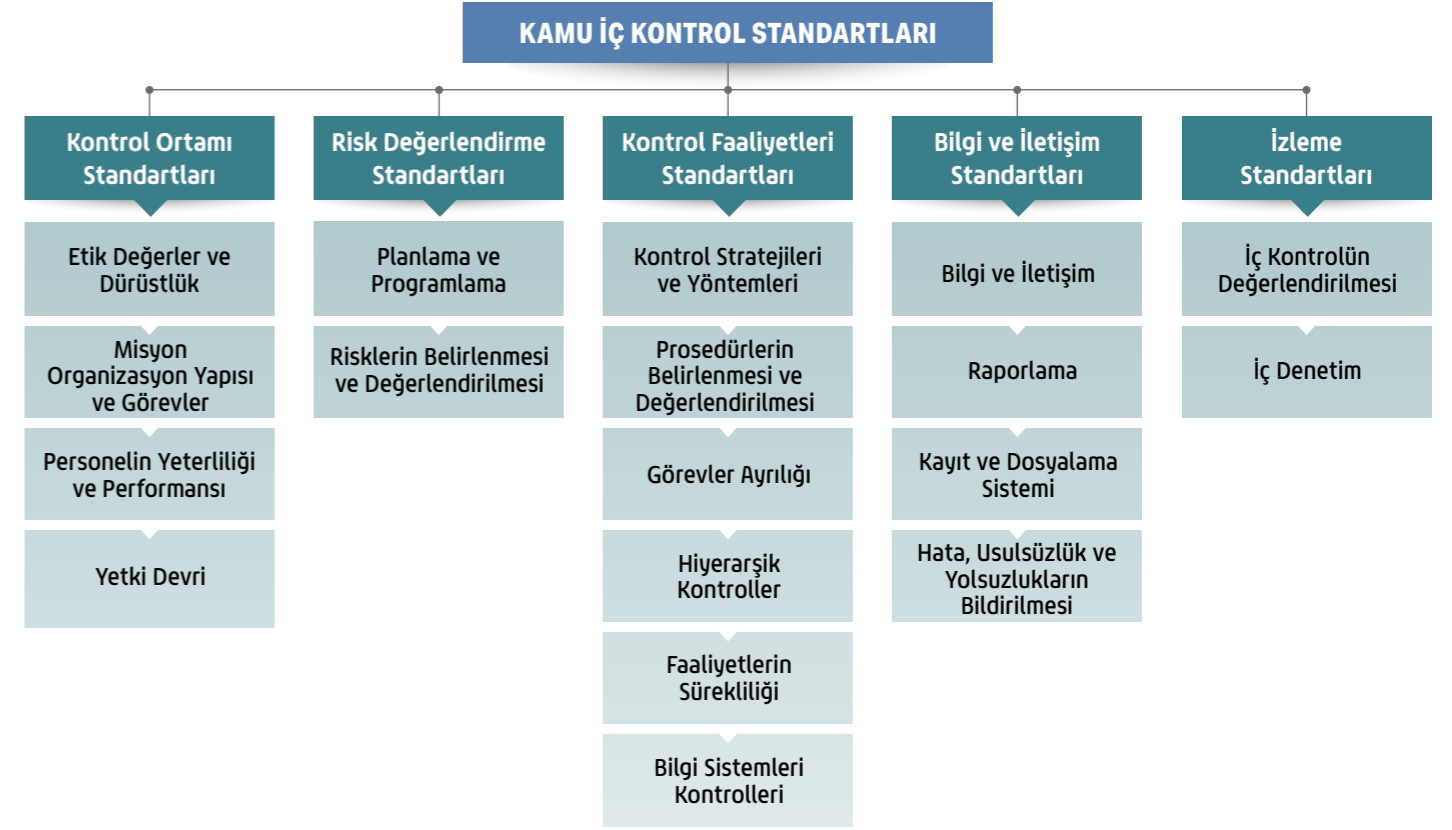 KAMU İÇ KONTROL STANDARTLARI
Kontrol Ortamı
Standartları
Etik Değerler ve
Dürüstlük
Misyon
Organizasyon Yapısı
ve Görevler
Personelin Yeterliliği
ve Performansı
Yetki Devri
Risk Değerlendirme
Standartları
Planlama ve
Programlama
Risklerin Belirlenmesi
ve Değerlendirilmesi
Kontrol Faaliyetleri
Standartları
Kontrol Stratejileri
ve Yöntemleri
Prosedürlerin
Belirlenmesi ve
Değerlendirilmesi
Görevler Ayrılığı
Hiyerarşik
Kontroller
Faaliyetlerin
Sürekliliği
Bilgi Sistemleri
Kontrolleri
Bilgi ve İletişim
Standartları
Bilgi ve İletişim
Raporlama
Kayıt ve Dosyalama
Sistemi
Hata, Usulsüzlük ve
Yolsuzlukların
Bildirilmesi
İzleme
Standartları
İç Kontrolün
Değerlendirilmesi
İç Denetim